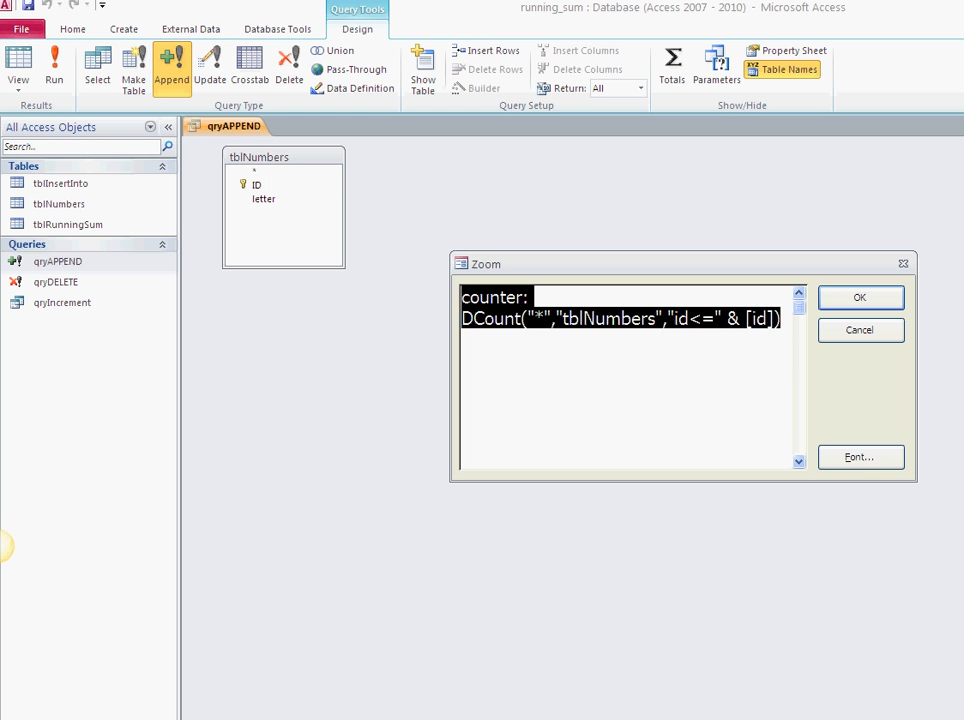 running_sum : Database (Access 2007 - 2010) - Microsoft Access
Query Tools
File
Home
Create
External Data
Database Tools
Design
View
Run
Select
Make Table
Append
Update
Crosstab
Delete
Union
Pass-Through
Data Definition
Show Table
Insert Rows
Delete Rows
Builder
Insert Columns
Delete Columns
Return: All
Totals
Parameters
Property Sheet
Table Names
Results
Query Type
Query Setup
Show/Hide
All Access Objects
qryAPPEND
Search..
Tables
tblInsertInto
tblNumbers
tblRunningSum
Queries
qryAPPEND
qryDELETE
qryIncrement
tblNumbers
*
ID
letter
Zoom
counter:
DCount("*","tblNumbers","id<=" & [id])
OK
Cancel
Font...